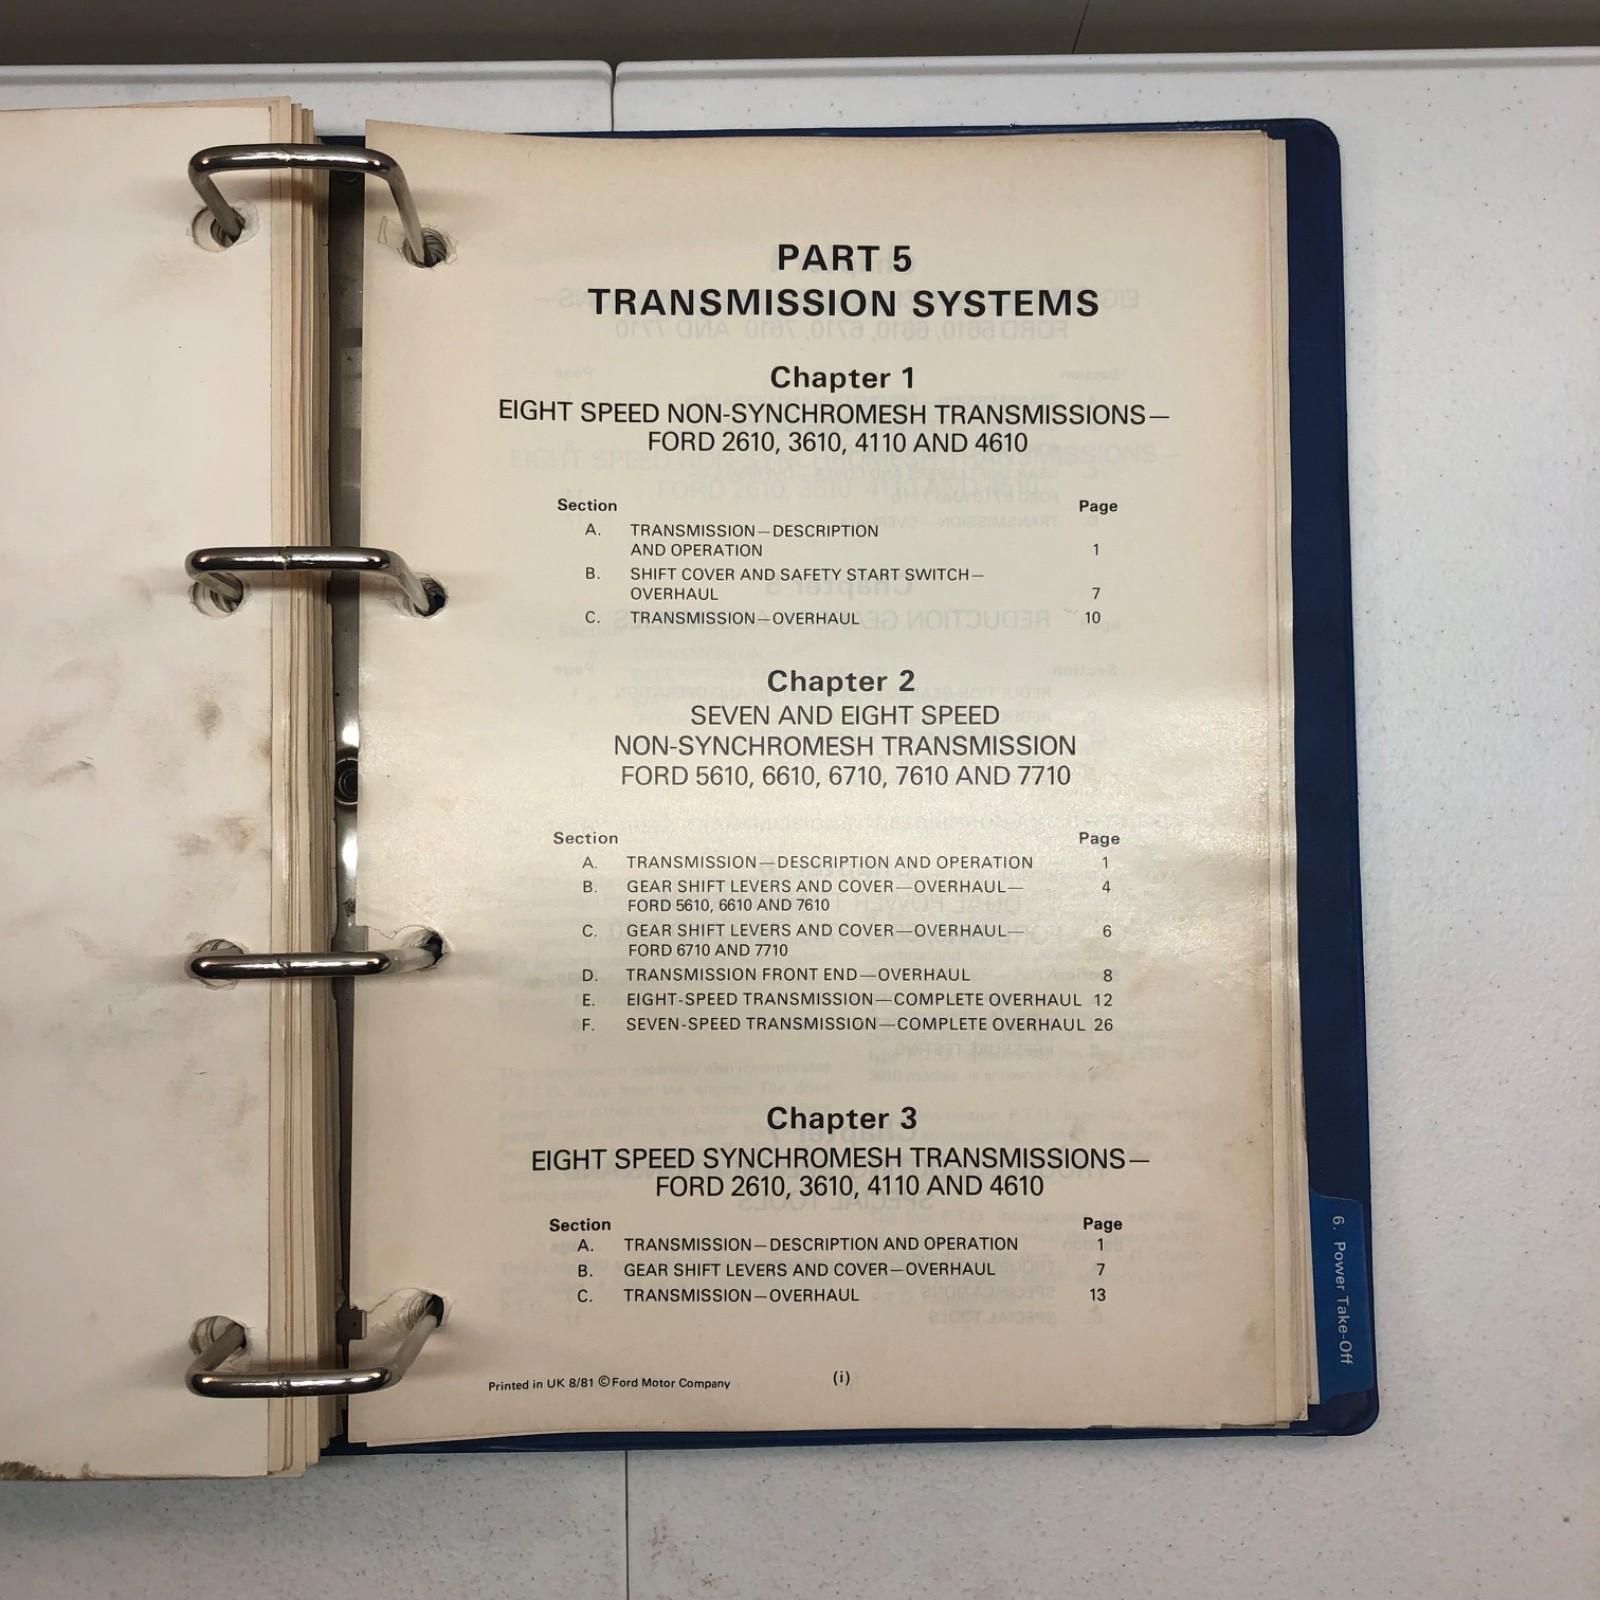 PART 5
TRANSMISSION SYSTEMS
Chapter 1
EIGHT SPEED NON-SYNCHROMESH TRANSMISSIONS—
FORD 2610, 3610, 4110 AND 4610
Section Page
A. TRANSMISSION—DESCRIPTION
AND OPERATION 1
B. SHIFT COVER AND SAFETY START SWITCH—
OVERHAUL 7
C. TRANSMISSION—OVERHAUL 10
Chapter 2
SEVEN AND EIGHT SPEED
NON-SYNCHROMESH TRANSMISSION
FORD 5610, 6610, 6710, 7610 AND 7710
Section Page
A. TRANSMISSION—DESCRIPTION AND OPERATION 1
B. GEAR SHIFT LEVERS AND COVER—OVERHAUL— 4
FORD 5610, 6610 AND 7610
C. GEAR SHIFT LEVERS AND COVER—OVERHAUL— 6
FORD 6710 AND 7710
D. TRANSMISSION FRONT END—OVERHAUL 8
E. EIGHT-SPEED TRANSMISSION—COMPLETE OVERHAUL 12
F. SEVEN-SPEED TRANSMISSION—COMPLETE OVERHAUL 26
Chapter 3
EIGHT SPEED SYNCHROMESH TRANSMISSIONS—
FORD 2610, 3610, 4110 AND 4610
Section Page
A. TRANSMISSION—DESCRIPTION AND OPERATION 1
B. GEAR SHIFT LEVERS AND COVER—OVERHAUL 7
C. TRANSMISSION—OVERHAUL 13
Printed in UK 8/81 © Ford Motor Company (i)
6. Power Take-Off